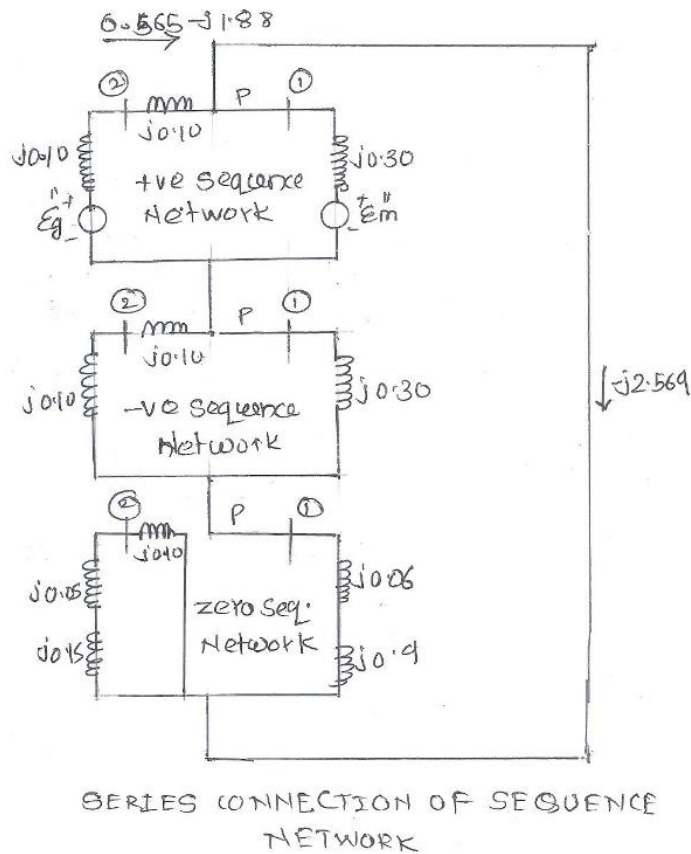 0.565-j1.88
② P ①
j0.10
j0.10 j0.30
+ve sequence
Network
Eg" + - + - Em"
② P ①
j0.10
j0.10 j0.30
-ve sequence
Network
-j2.569
② P ①
j0.10
j0.05 j0.06
zero seq.
Network
j0.15 j0.9
SERIES CONNECTION OF SEQUENCE
NETWORK